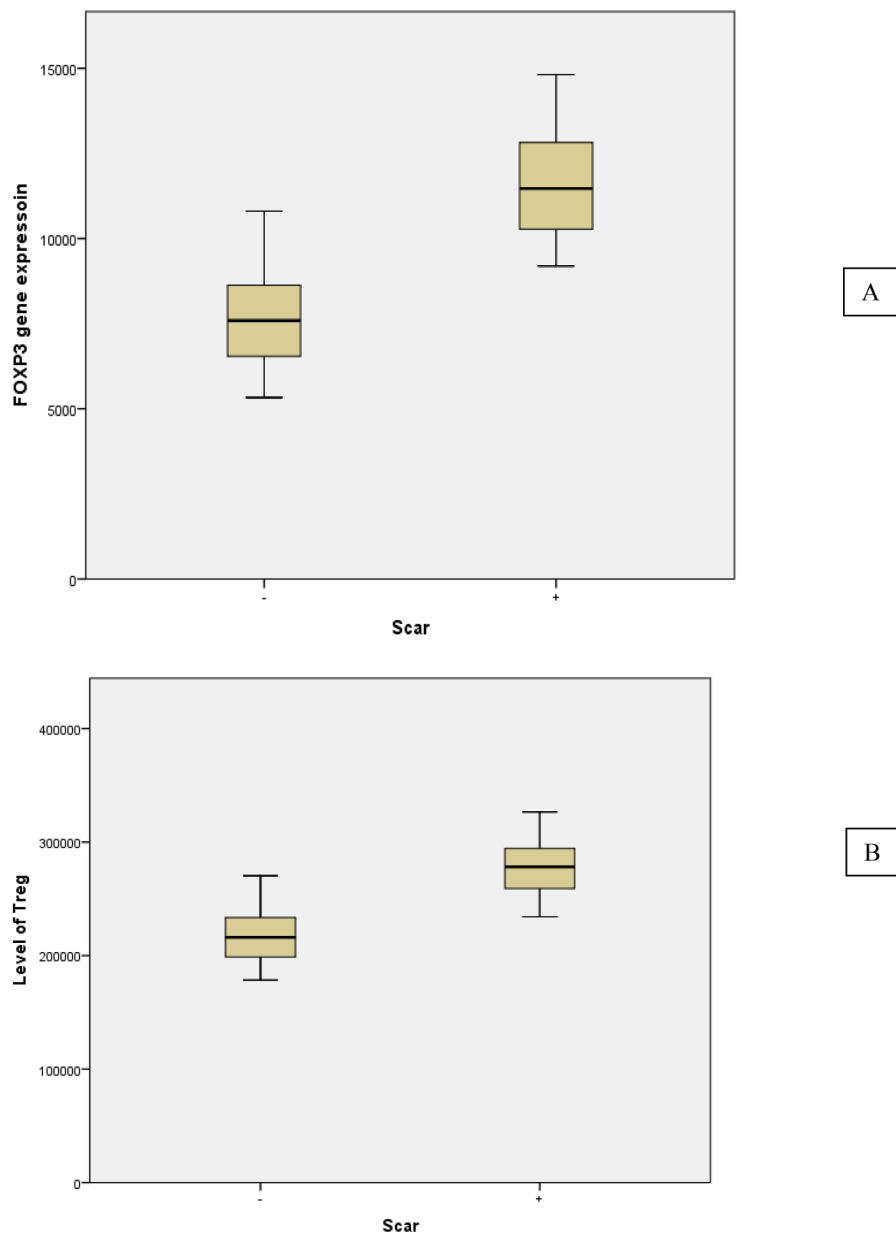 15000
10000
5000
0
FOXP3 gene expressoin
- +
Scar
A
400000
300000
200000
100000
0
Level of Treg
- +
Scar
B